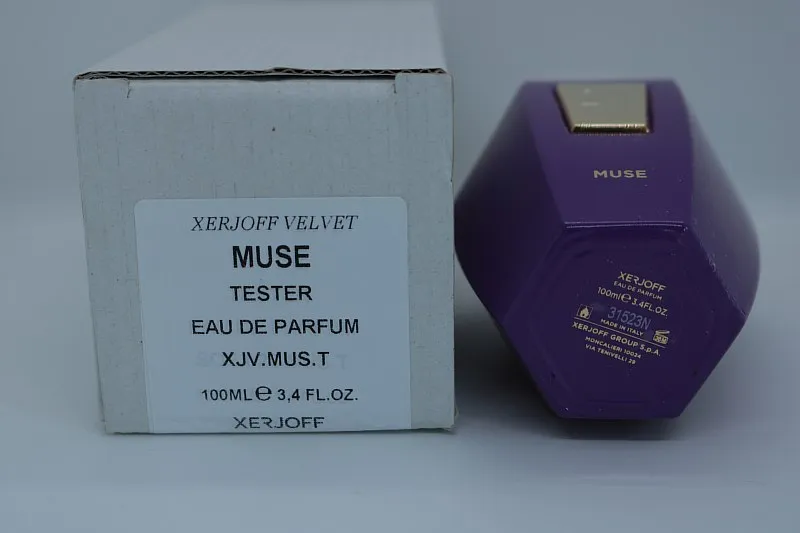 XERJOFF VELVET
MUSE
TESTER
EAU DE PARFUM
XJV.MUS.T
100ML℮ 3,4 FL.OZ.
XERJOFF
MUSE
XERJOFF
EAU DE PARFUM
100ml℮3.4FL.OZ.
31523N
MADE IN ITALY
XERJOFF GROUP S.P.A.
MONCALIERI 10024
VIA TENIVELLI 29